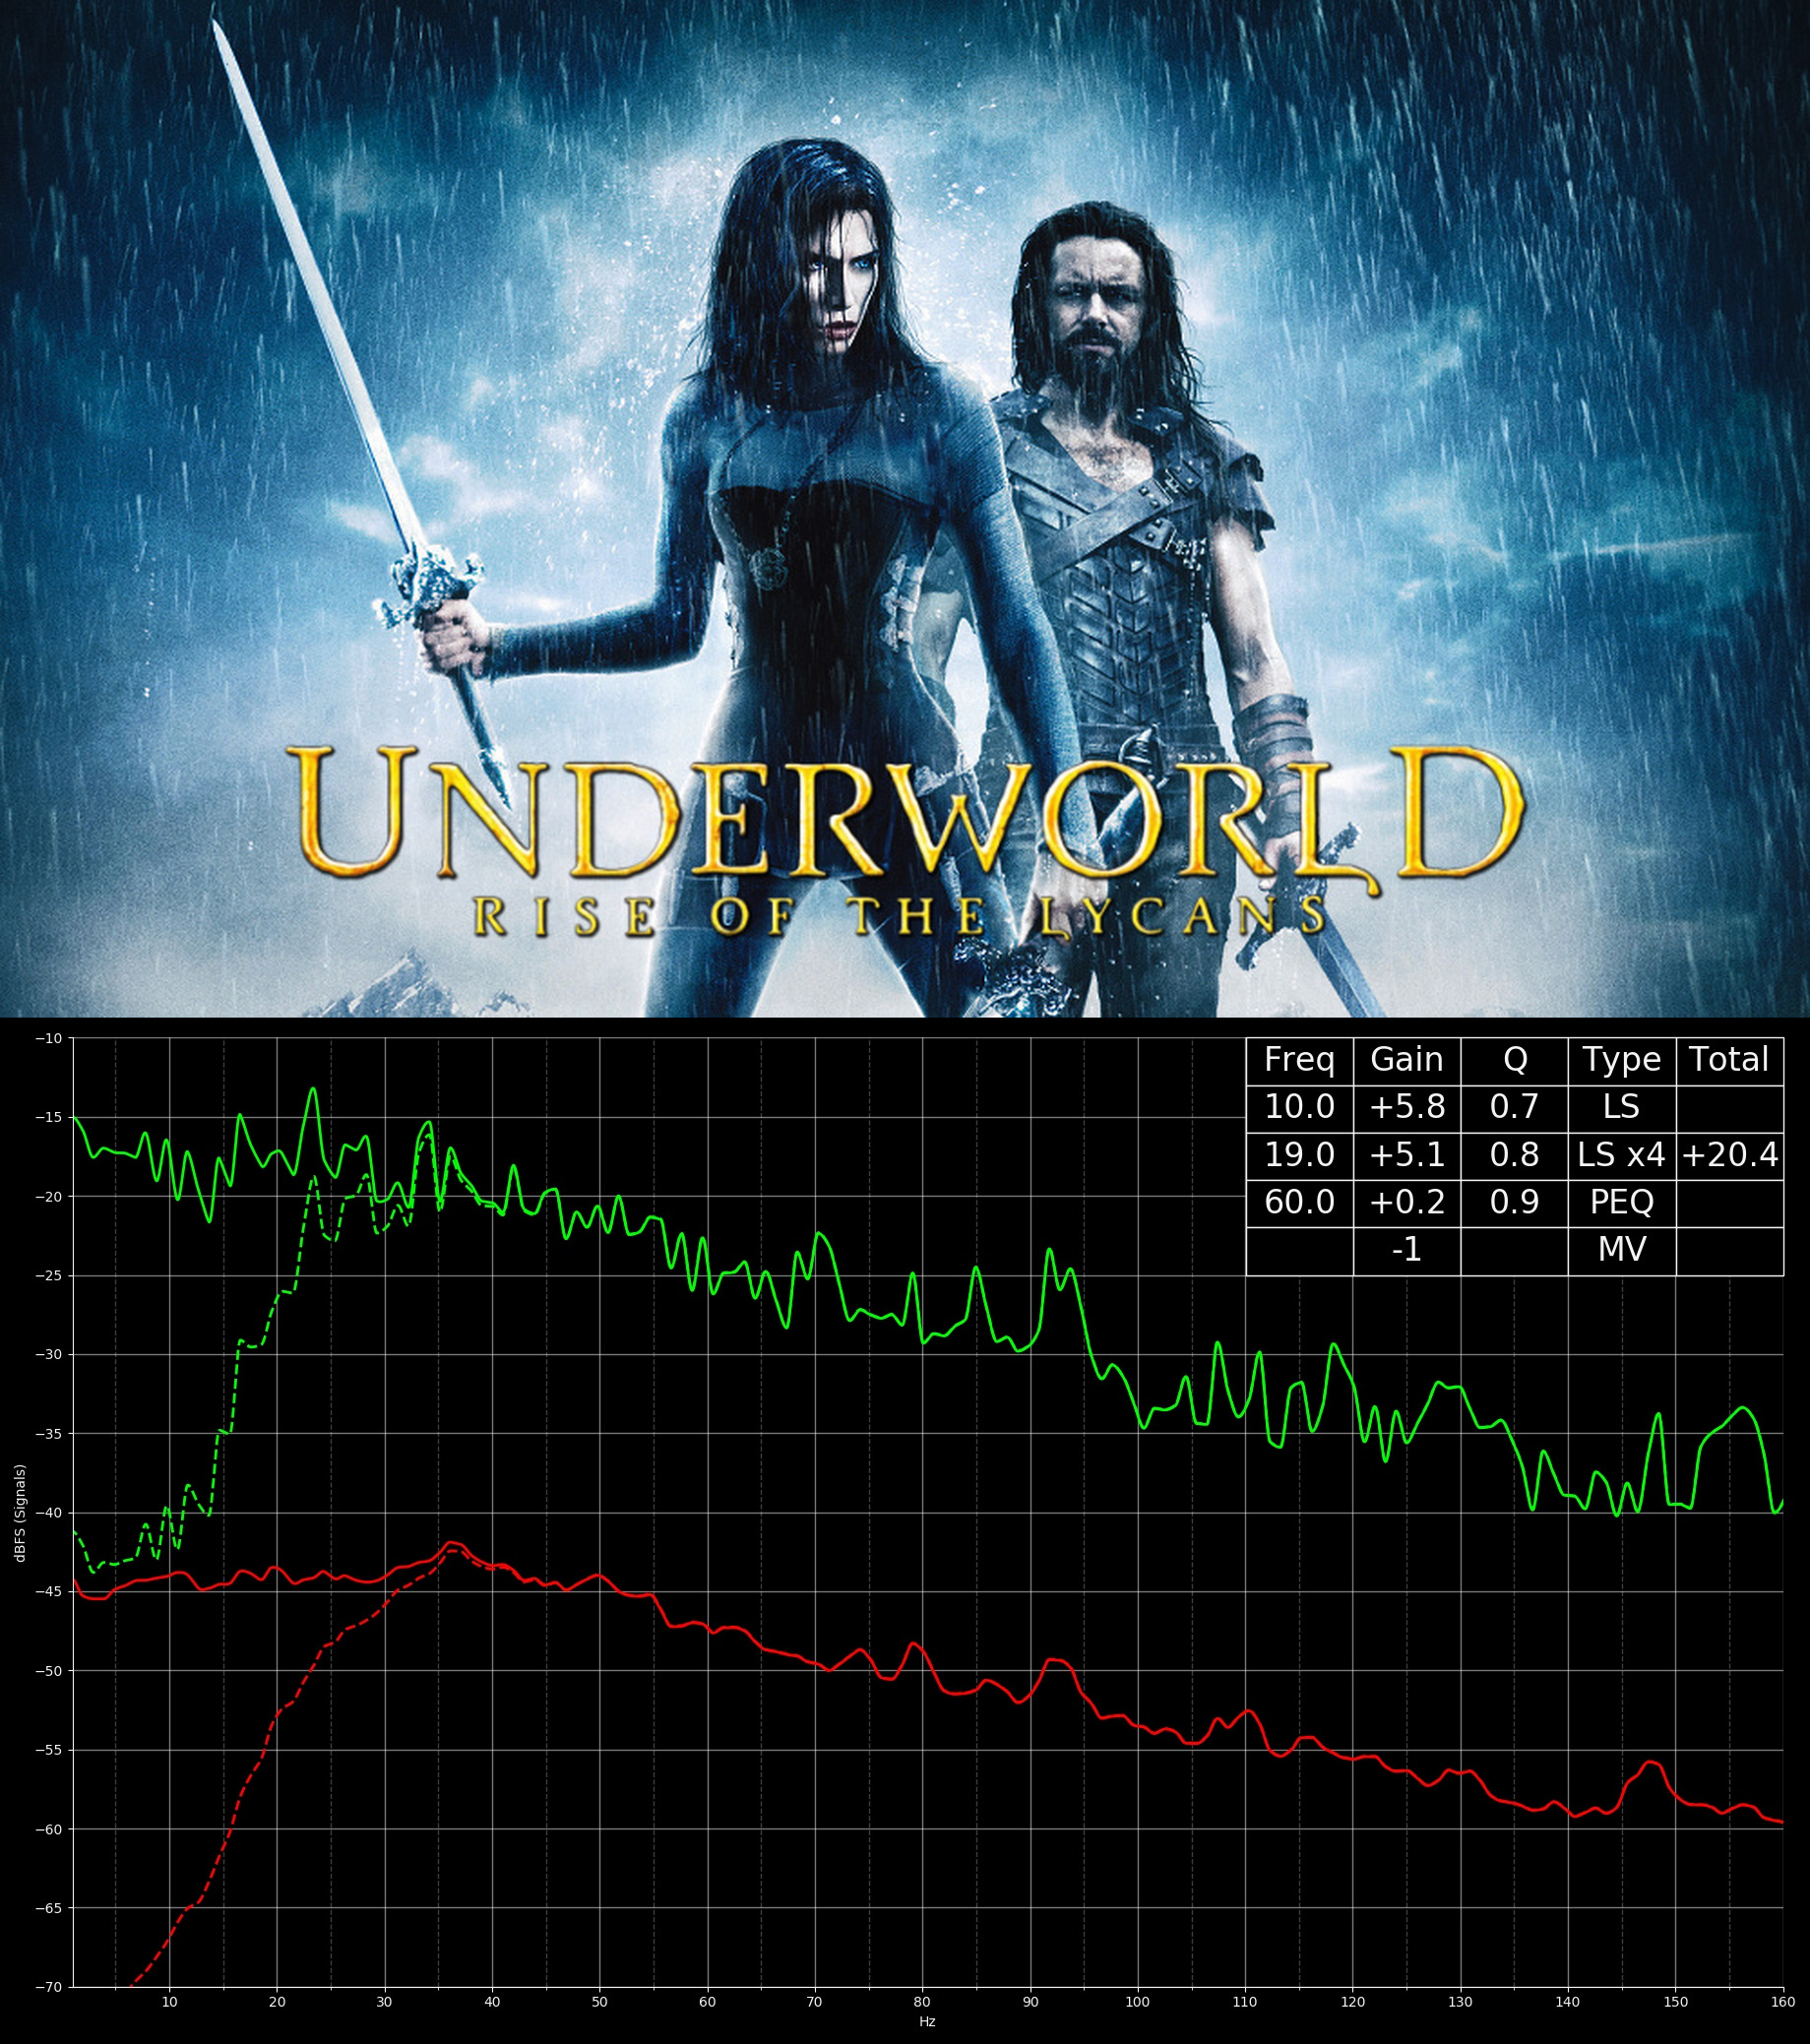 UNDERWORLD
RISE OF THE LYCANS
Freq Gain Q Type Total
10.0 +5.8 0.7 LS
19.0 +5.1 0.8 LS x4 +20.4
60.0 +0.2 0.9 PEQ
-1 MV
−10
−15
−20
−25
−30
−35
−40
−45
−50
−55
−60
−65
−70
dBFS (Signals)
10 20 30 40 50 60 70 80 90 100 110 120 130 140 150 160
Hz